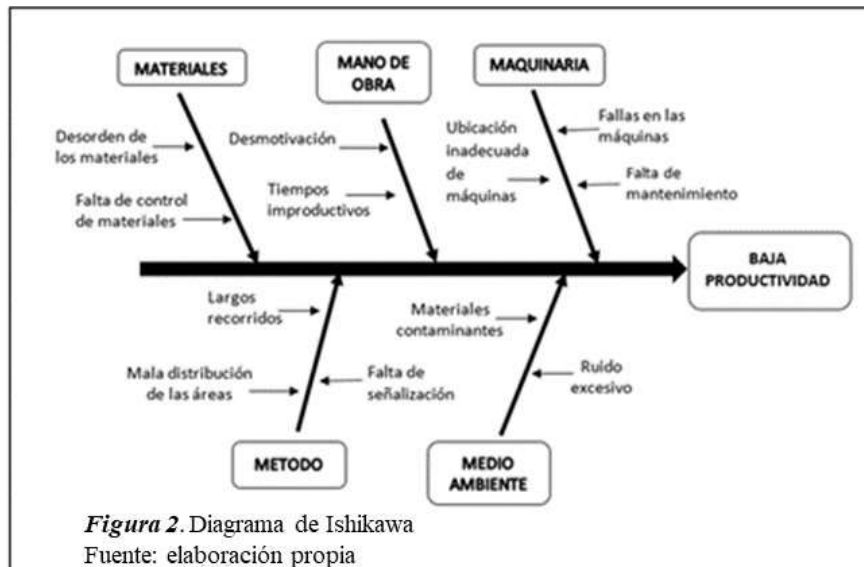 MATERIALES
MANO DE
OBRA
MAQUINARIA
Desorden de
los materiales
Falta de control
de materiales
Desmotivación
Tiempos
improductivos
Ubicación
inadecuada
de
máquinas
Fallas en las
máquinas
Falta de
mantenimiento
BAJA
PRODUCTIVIDAD
Largos
recorridos
Mala distribución
de las áreas
Falta de
señalización
Materiales
contaminantes
Ruido
excesivo
METODO
MEDIO
AMBIENTE
Figura 2. Diagrama de Ishikawa
Fuente: elaboración propia